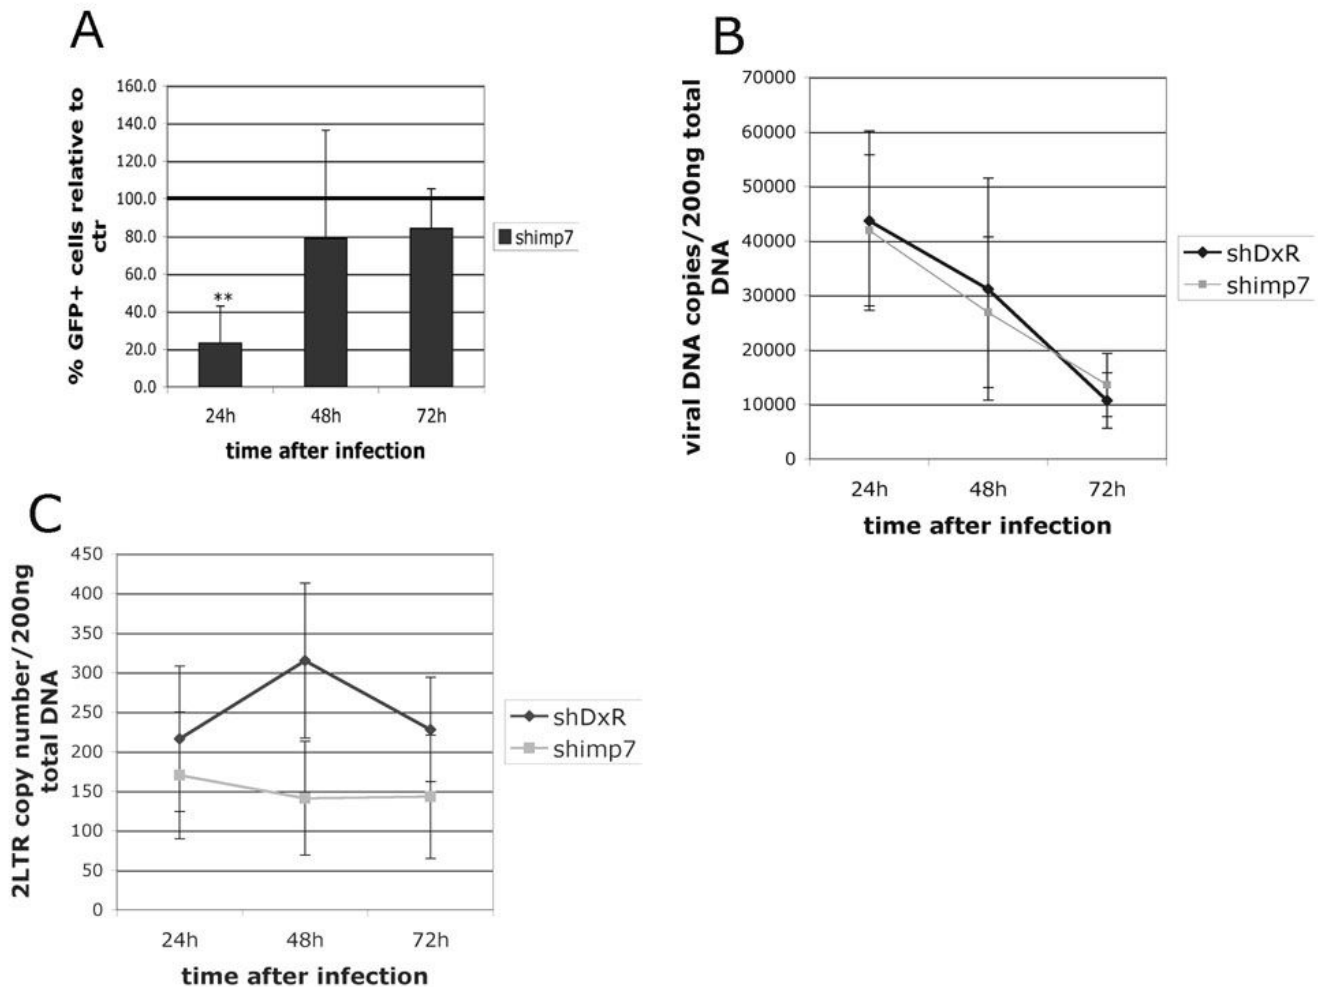 A
% GFP+ cells relative to
ctr
160.0
140.0
120.0
100.0
80.0
60.0
40.0
20.0
0.0
**
shimp7
24h 48h 72h
time after infection
B
viral DNA copies/200ng total
DNA
70000
60000
50000
40000
30000
20000
10000
0
shDxR
shimp7
24h 48h 72h
time after infection
C
2LTR copy number/200ng
total DNA
450
400
350
300
250
200
150
100
50
0
shDxR
shimp7
24h 48h 72h
time after infection